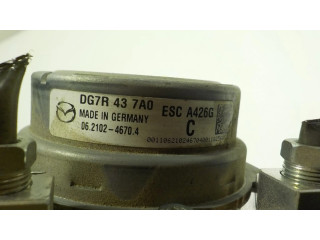 DG7R 43 7A0 ESC A426G
MADE IN GERMANY C
06.2102-4670.4